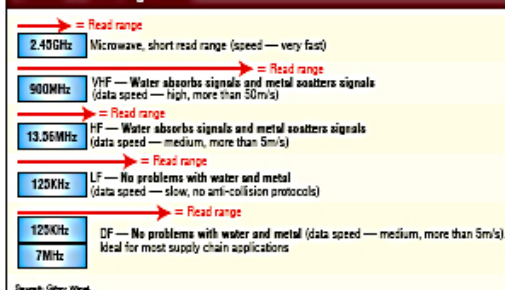 = Read range
2.45GHz
Microwave, short read range (speed — very fast)
= Read range
900MHz
VHF — Water absorbs signals and metal scatters signals
(data speed — high, more than 50m/s)
= Read range
13.56MHz
HF — Water absorbs signals and metal scatters signals
(data speed — medium, more than 5m/s)
= Read range
125KHz
LF — No problems with water and metal
(data speed — slow, no anti-collision protocols)
= Read range
125KHz
7MHz
DF — No problems with water and metal (data speed — medium, more than 5m/s).
Ideal for most supply chain applications